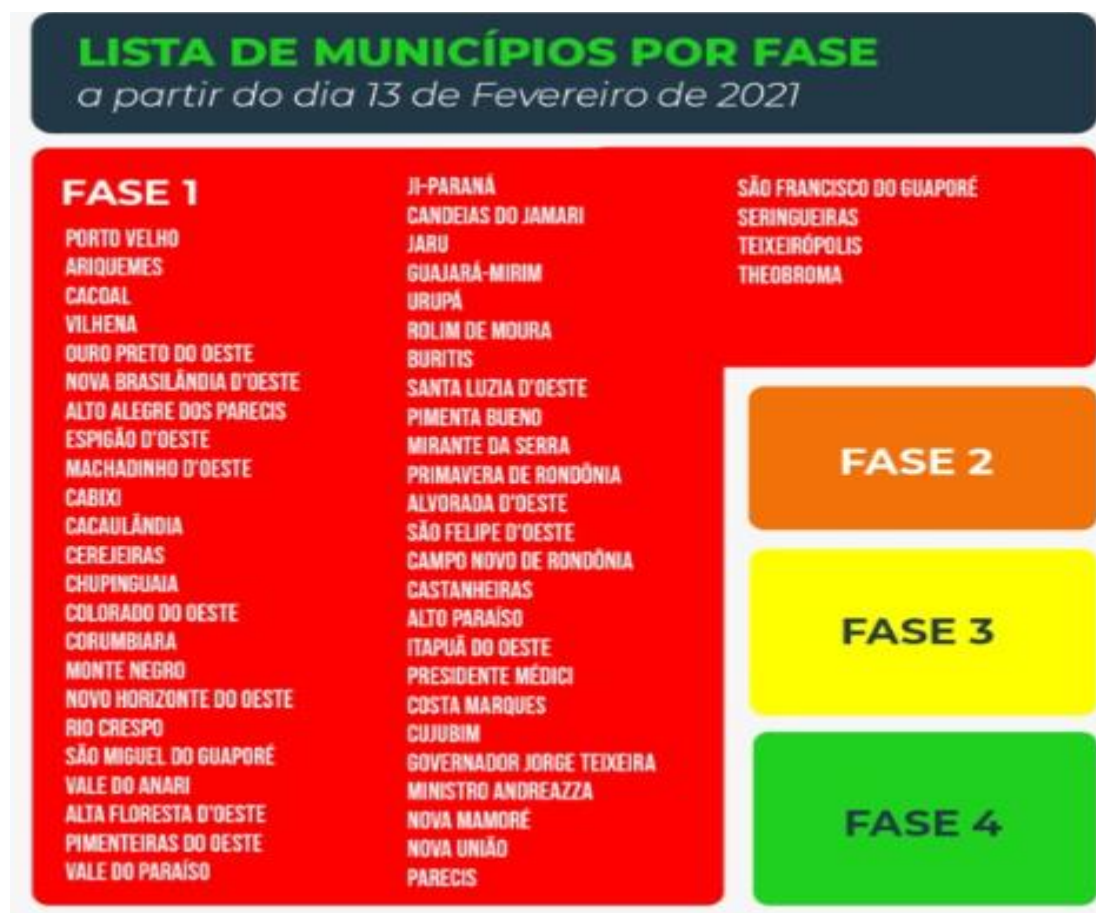 LISTA DE MUNICÍPIOS POR FASE
a partir do dia 13 de Fevereiro de 2021
FASE 1
PORTO VELHO
ARIQUEMES
CACOAL
VILHENA
OURO PRETO DO OESTE
NOVA BRASILÂNDIA D'OESTE
ALTO ALEGRE DOS PARECIS
ESPIGÃO D'OESTE
MACHADINHO D'OESTE
CABIXI
CACAULÂNDIA
CEREJEIRAS
CHUPINGUAIA
COLORADO DO OESTE
CORUMBIARA
MONTE NEGRO
NOVO HORIZONTE DO OESTE
RIO CRESPO
SÃO MIGUEL DO GUAPORÉ
VALE DO ANARI
ALTA FLORESTA D'OESTE
PIMENTEIRAS DO OESTE
VALE DO PARAÍSO
JI-PARANÁ
CANDEIAS DO JAMARI
JARU
GUAJARÁ-MIRIM
URUPÁ
ROLIM DE MOURA
BURITIS
SANTA LUZIA D'OESTE
PIMENTA BUENO
MIRANTE DA SERRA
PRIMAVERA DE RONDÔNIA
ALVORADA D'OESTE
SÃO FELIPE D'OESTE
CAMPO NOVO DE RONDÔNIA
CASTANHEIRAS
ALTO PARAÍSO
ITAPUÃ DO OESTE
PRESIDENTE MÉDICI
COSTA MARQUES
CUJUBIM
GOVERNADOR JORGE TEIXEIRA
MINISTRO ANDREAZZA
NOVA MAMORÉ
NOVA UNIÃO
PARECIS
SÃO FRANCISCO DO GUAPORÉ
SERINGUEIRAS
TEIXEIRÓPOLIS
THEOBROMA
FASE 2
FASE 3
FASE 4